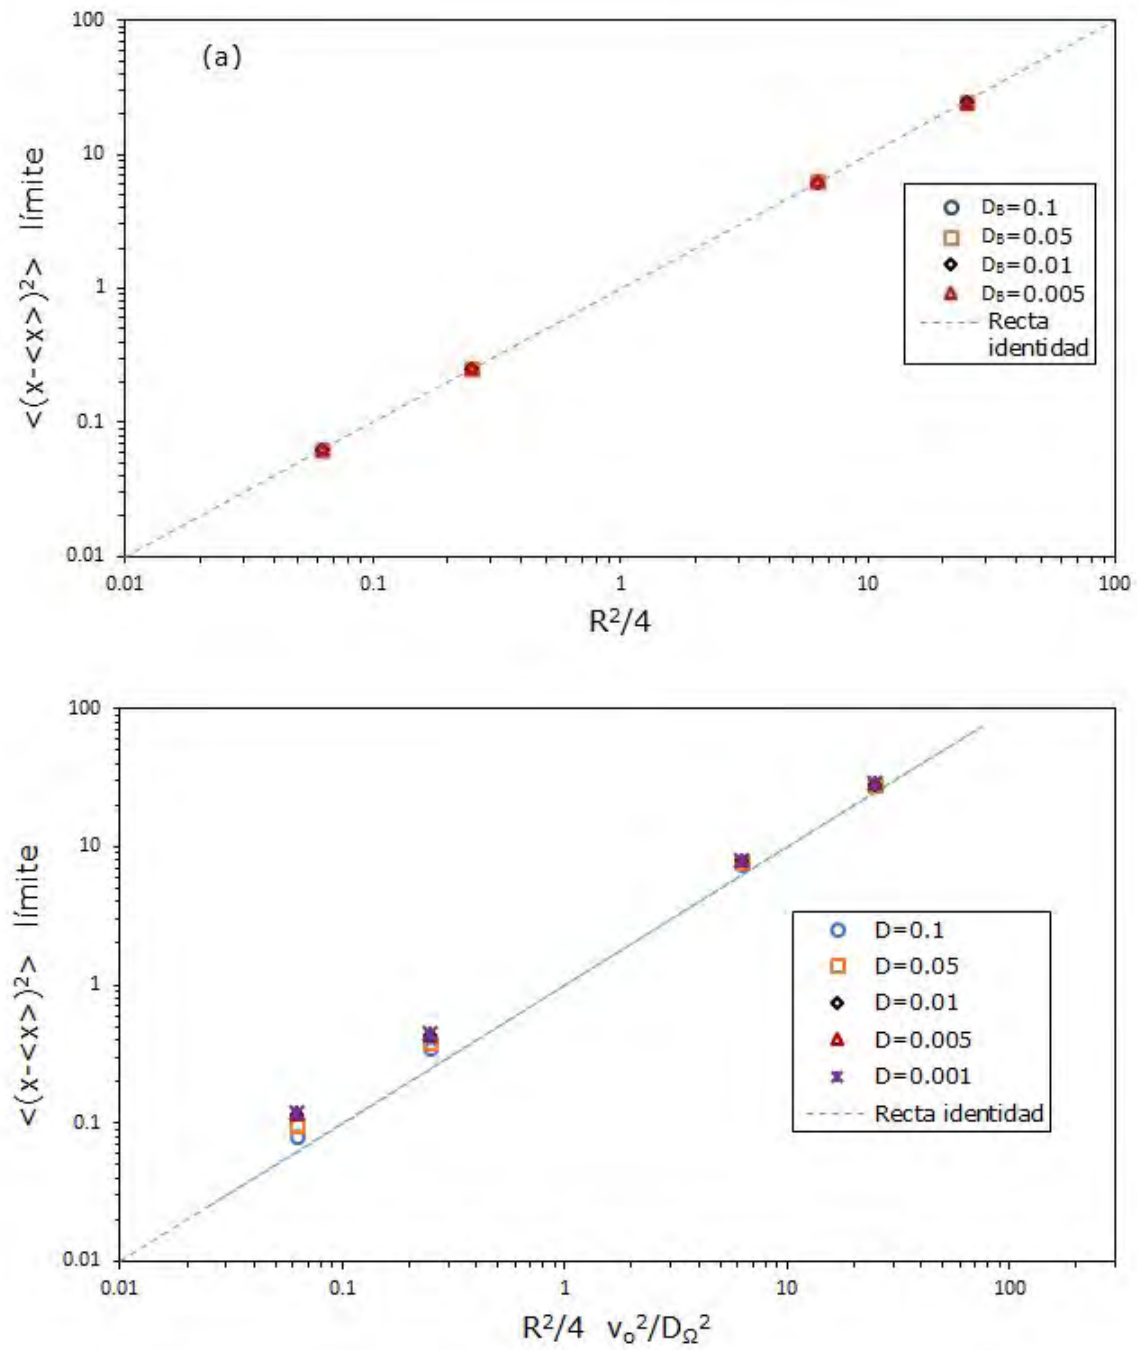 (a)
100
10
1
0.1
0.01
<(x-<x>)²> límite
D_B=0.1
D_B=0.05
D_B=0.01
D_B=0.005
Recta
identidad
0.01 0.1 1 10 100
R²/4
100
10
1
0.1
0.01
<(x-<x>)²> límite
D=0.1
D=0.05
D=0.01
D=0.005
D=0.001
Recta identidad
0.01 0.1 1 10 100
R²/4 v_o²/D_Ω²